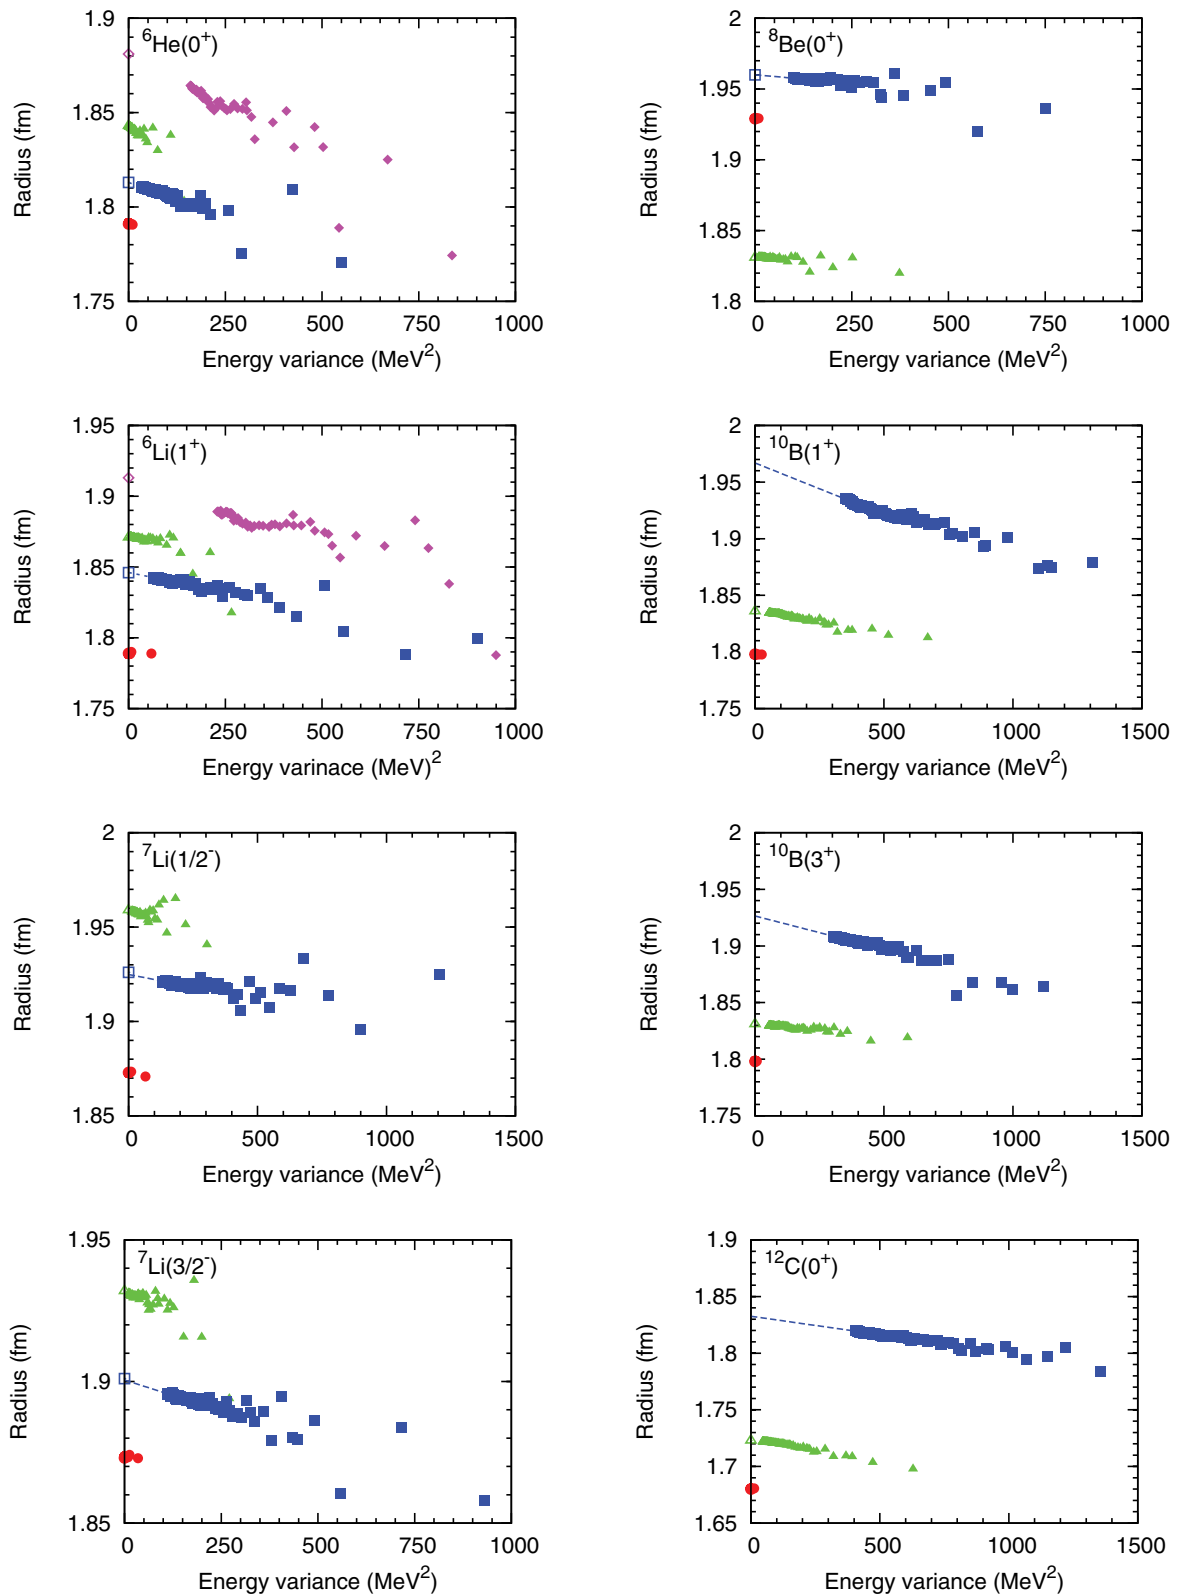 1.9
⁶He(0⁺)
1.85
Radius (fm)
1.8
1.75
0 250 500 750 1000
Energy variance (MeV²)
2
⁸Be(0⁺)
1.95
Radius (fm)
1.9
1.85
1.8
0 250 500 750 1000
Energy variance (MeV²)
1.95
⁶Li(1⁺)
1.9
Radius (fm)
1.85
1.8
1.75
0 250 500 750 1000
Energy varinace (MeV)²
2
¹⁰B(1⁺)
1.95
1.9
Radius (fm)
1.85
1.8
1.75
0 500 1000 1500
Energy variance (MeV²)
2
⁷Li(1/2⁻)
1.95
Radius (fm)
1.9
1.85
0 500 1000 1500
Energy variance (MeV²)
2
¹⁰B(3⁺)
1.95
1.9
Radius (fm)
1.85
1.8
1.75
0 500 1000 1500
Energy variance (MeV²)
1.95
⁷Li(3/2⁻)
Radius (fm)
1.9
1.85
0 250 500 750 1000
Energy variance (MeV²)
1.9
¹²C(0⁺)
1.85
1.8
Radius (fm)
1.75
1.7
1.65
0 500 1000 1500
Energy variance (MeV²)